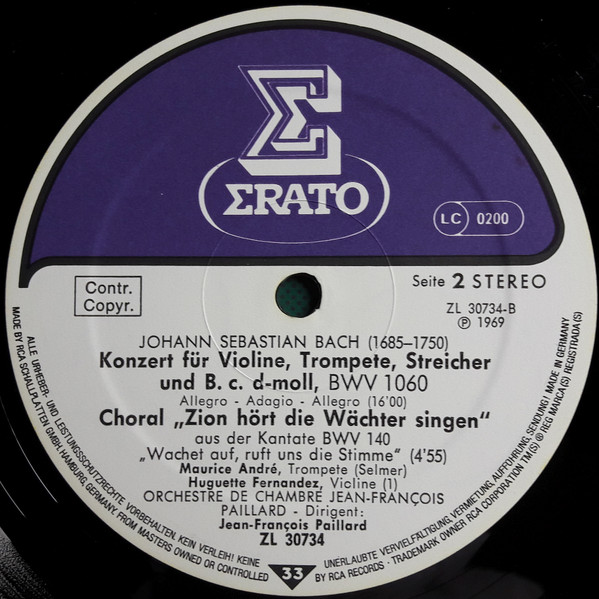 Σ
ΣRATO
LC 0200
Contr.
Copyr.
Seite 2 STEREO
ZL 30734-B
℗ 1969
JOHANN SEBASTIAN BACH (1685–1750)
Konzert für Violine, Trompete, Streicher
und B. c. d-moll, BWV 1060
Allegro - Adagio - Allegro (16'00)
Choral „Zion hört die Wächter singen"
aus der Kantate BWV 140
„Wachet auf, ruft uns die Stimme" (4'55)
Maurice André, Trompete (Selmer)
Huguette Fernandez, Violine (1)
ORCHESTRE DE CHAMBRE JEAN-FRANÇOIS
PAILLARD - Dirigent:
Jean-François Paillard
ZL 30734
33
ALLE URHEBER- UND LEISTUNGSSCHUTZRECHTE VORBEHALTEN. KEIN VERLEIH! KEINE UNERLAUBTE VERVIELFÄLTIGUNG, VERMIETUNG, AUFFÜHRUNG, SENDUNG! MADE IN GERMANY
MADE BY RCA SCHALLPLATTEN GMBH, HAMBURG, GERMANY. FROM MASTERS OWNED OR CONTROLLED BY RCA RECORDS · TRADEMARK OWNER RCA CORPORATION TM(S) ® REG MARCA(S) REGISTRADA(S)